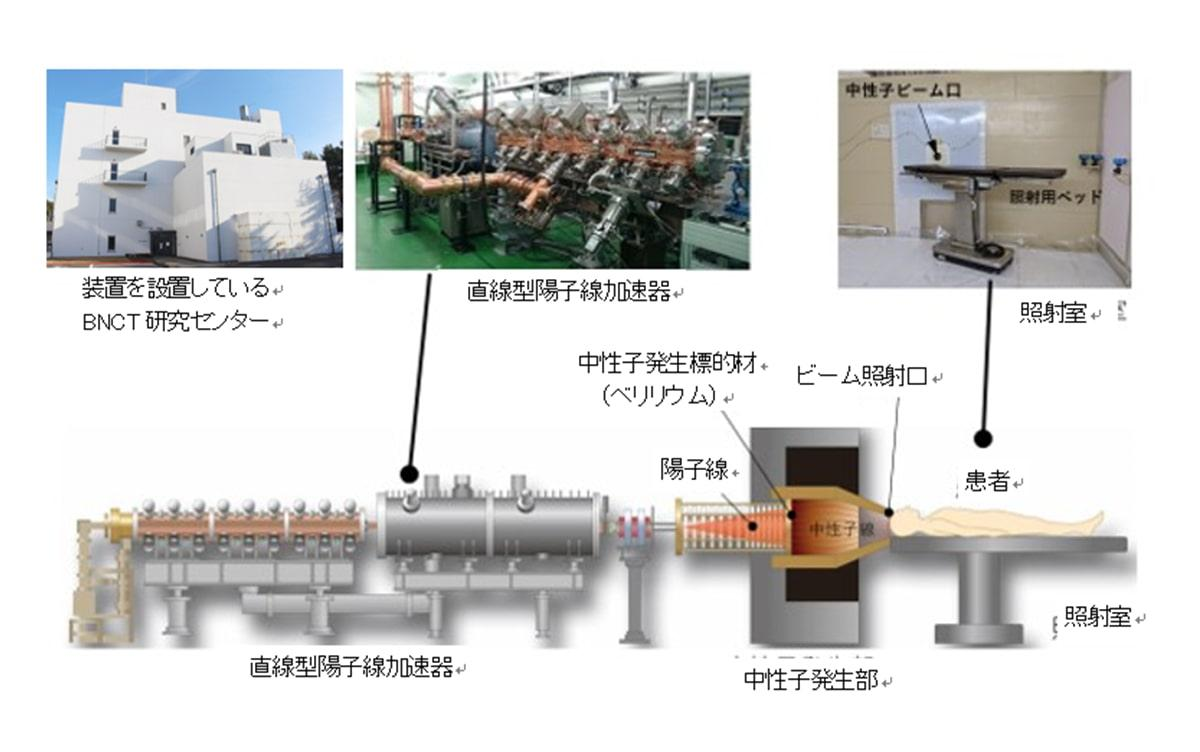 中性子ビーム口
照射用ベッド
装置を設置している
BNCT 研究センター
直線型陽子線加速器
照射室
中性子発生標的材
（ベリリウム）
ビーム照射口
陽子線
患者
中性子線
照射室
直線型陽子線加速器
中性子発生部